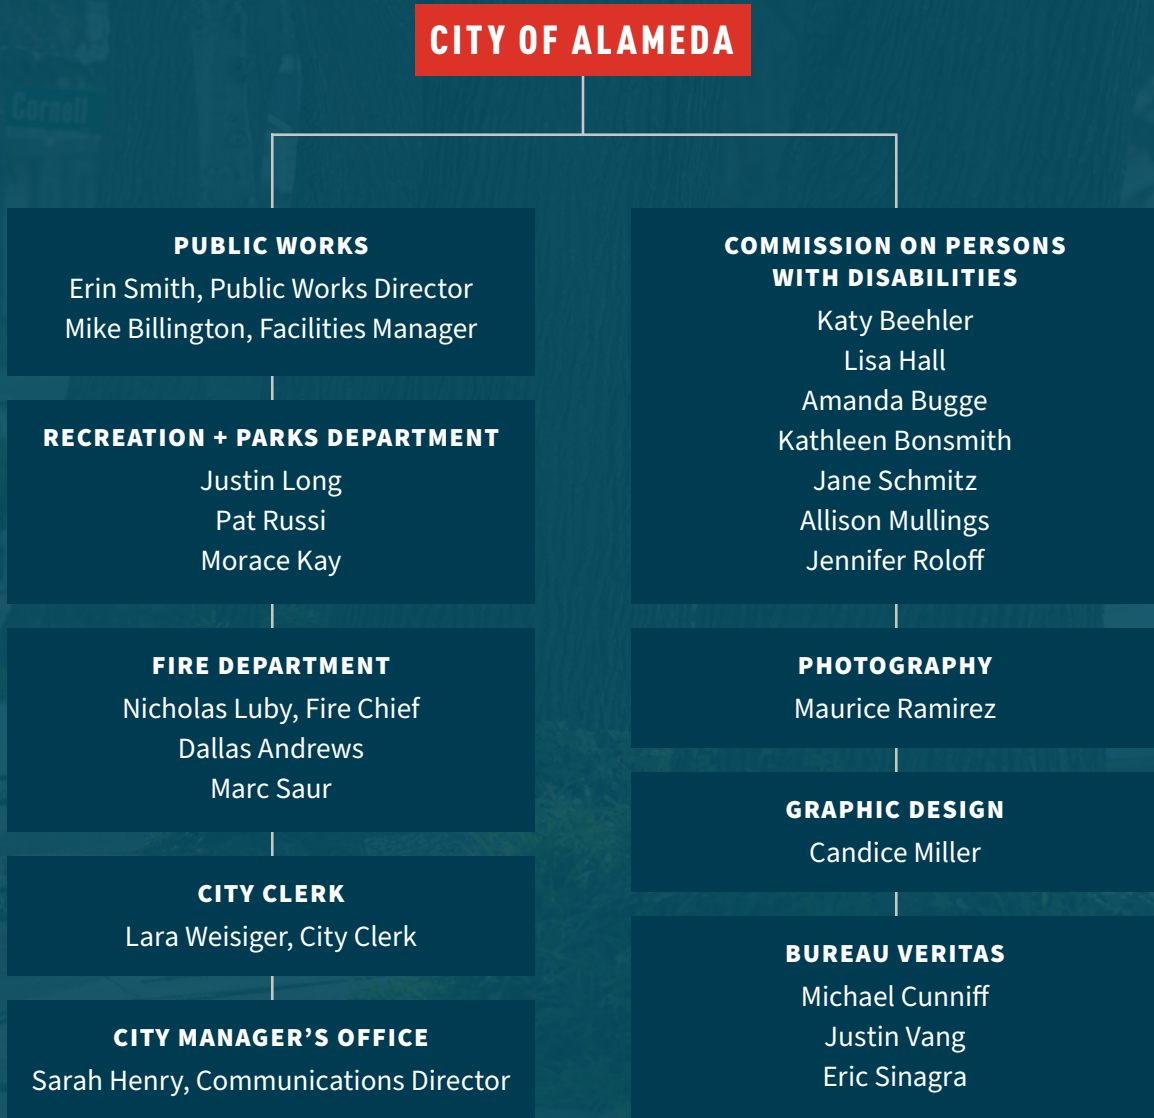 CITY OF ALAMEDA
Cornell
PUBLIC WORKS
Erin Smith, Public Works Director
Mike Billington, Facilities Manager
RECREATION + PARKS DEPARTMENT
Justin Long
Pat Russi
Morace Kay
FIRE DEPARTMENT
Nicholas Luby, Fire Chief
Dallas Andrews
Marc Saur
CITY CLERK
Lara Weisiger, City Clerk
CITY MANAGER’S OFFICE
Sarah Henry, Communications Director
COMMISSION ON PERSONS
WITH DISABILITIES
Katy Beehler
Lisa Hall
Amanda Bugge
Kathleen Bonsmith
Jane Schmitz
Allison Mullings
Jennifer Roloff
PHOTOGRAPHY
Maurice Ramirez
GRAPHIC DESIGN
Candice Miller
BUREAU VERITAS
Michael Cunniff
Justin Vang
Eric Sinagra